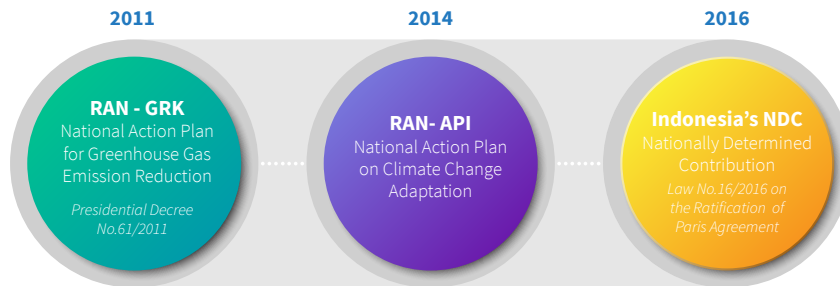 2011
RAN - GRK
National Action Plan
for Greenhouse Gas
Emission Reduction
Presidential Decree
No.61/2011
2014
RAN- API
National Action Plan
on Climate Change
Adaptation
2016
Indonesia's NDC
Nationally Determined
Contribution
Law No.16/2016 on
the Ratification of
Paris Agreement